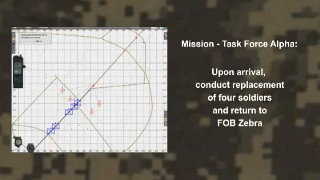 Mission - Task Force Alpha:
Upon arrival,
conduct replacement
of four soldiers
and return to
FOB Zebra